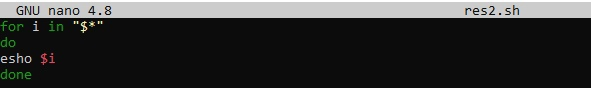 GNU nano 4.8 res2.sh
for i in "$*"
do
esho $i
done